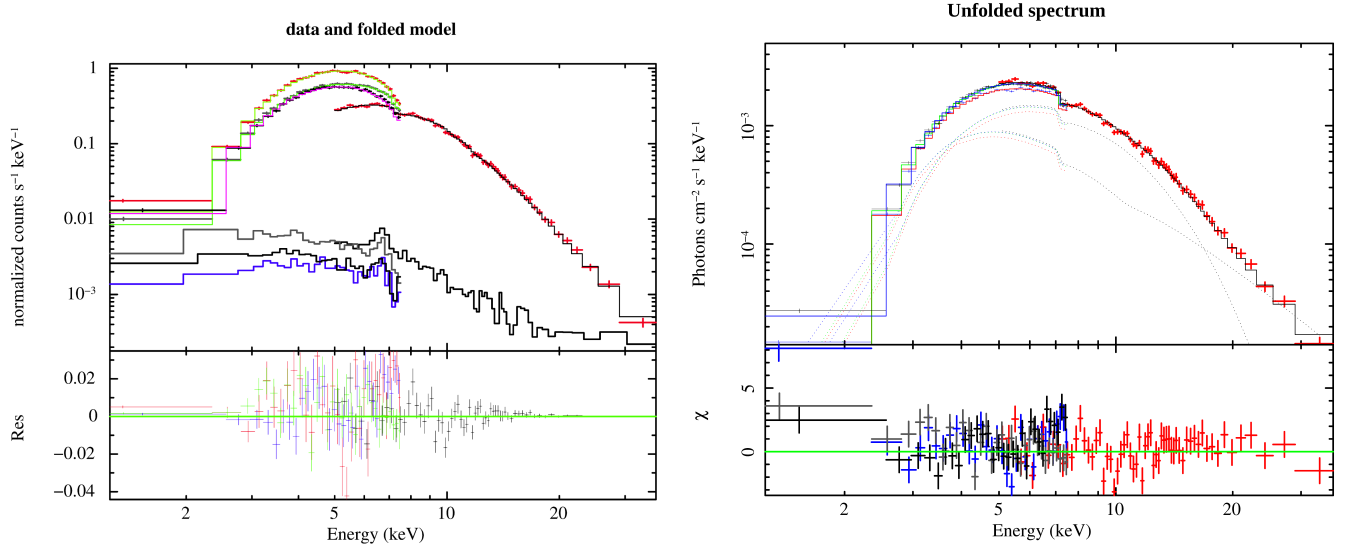 data and folded model
normalized counts s⁻¹ keV⁻¹
1
0.1
0.01
10⁻³
Res
0.02
0
−0.02
−0.04
2
5
10
20
Energy (keV)
Unfolded spectrum
Photons cm⁻² s⁻¹ keV⁻¹
10⁻³
10⁻⁴
χ
5
0
2
5
10
20
Energy (keV)